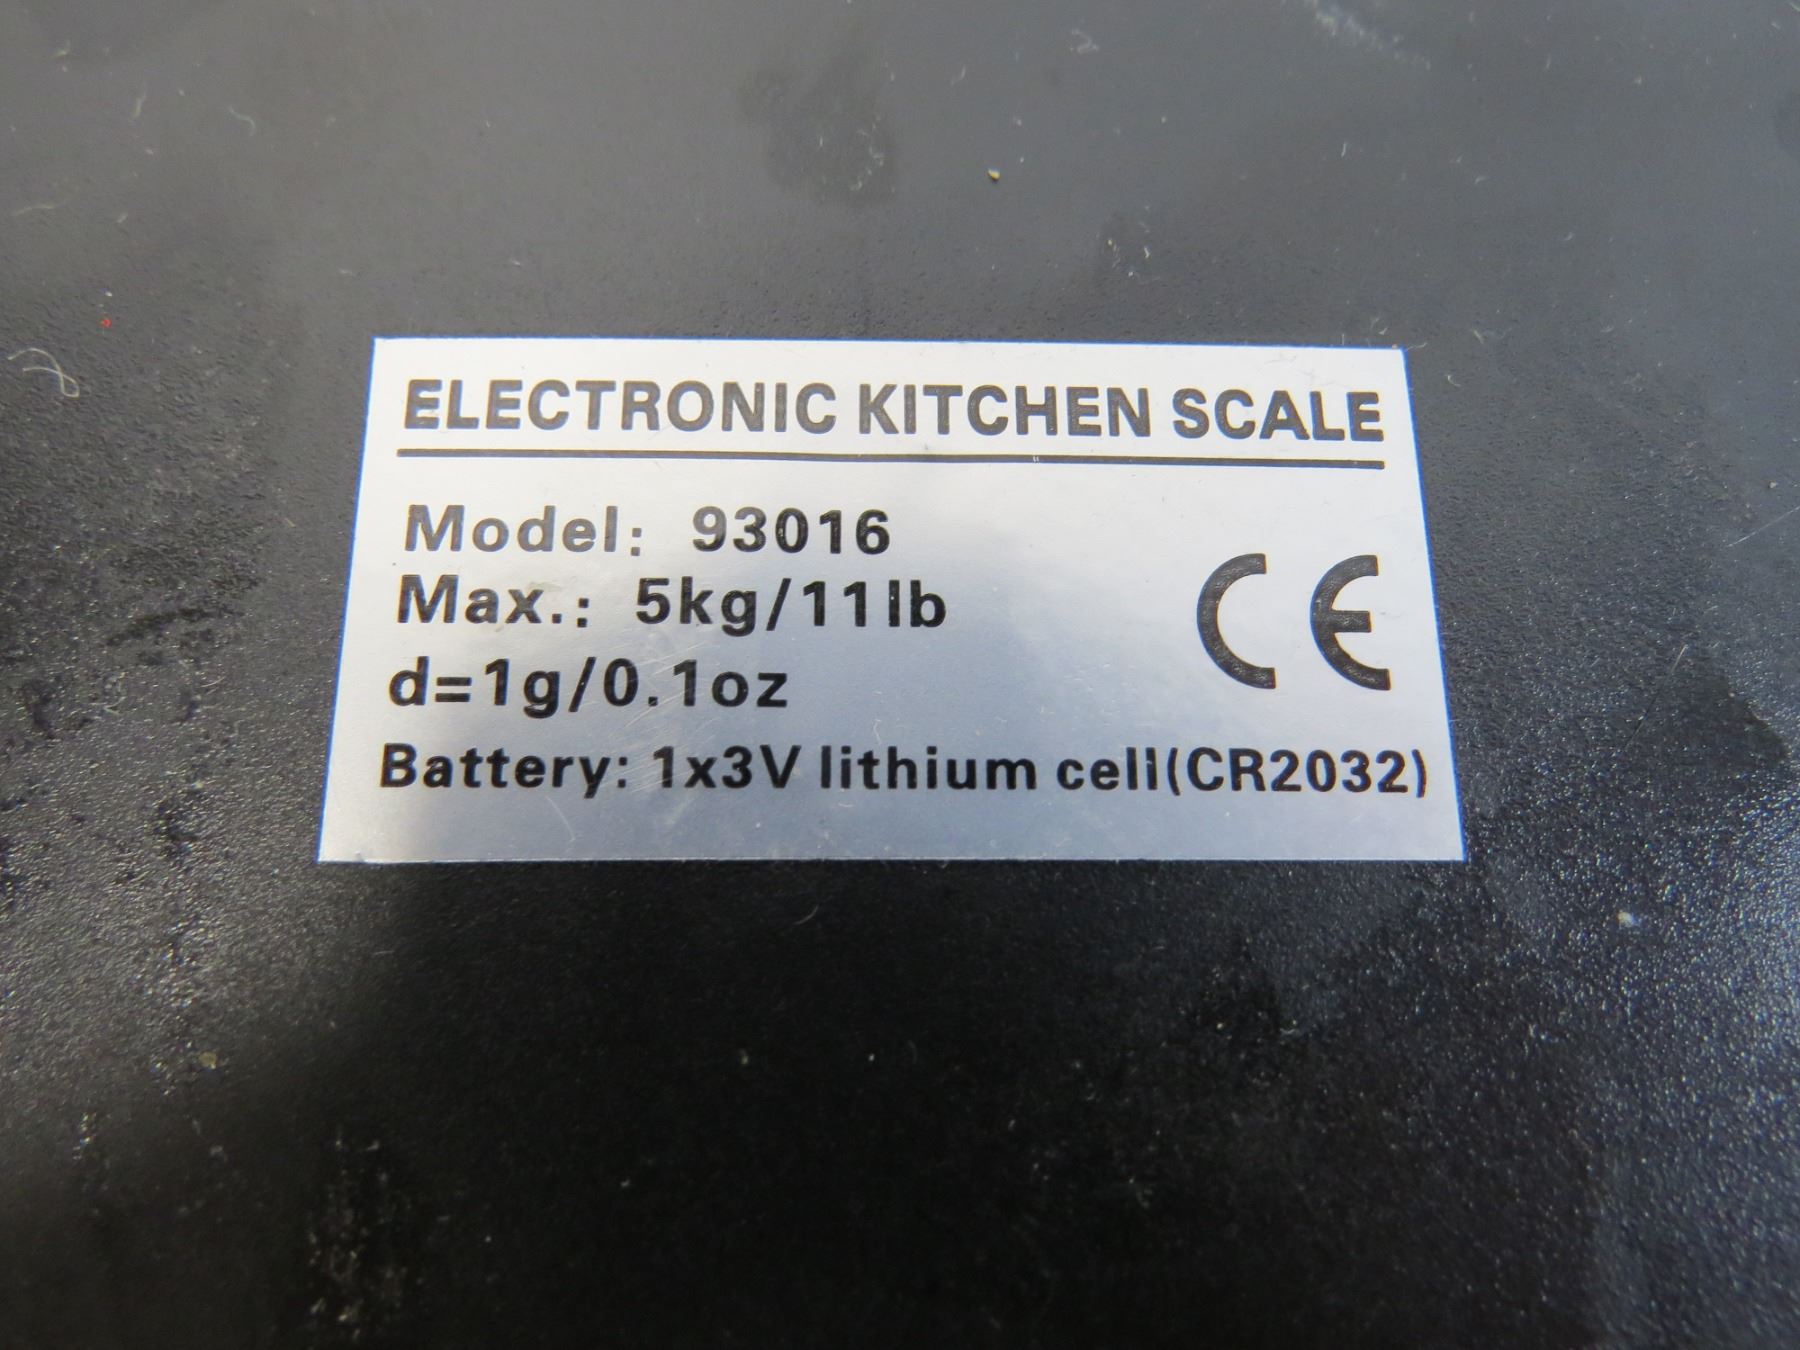 ELECTRONIC KITCHEN SCALE
Model: 93016
Max.: 5kg/11lb
d=1g/0.1oz
CE
Battery: 1x3V lithium cell(CR2032)